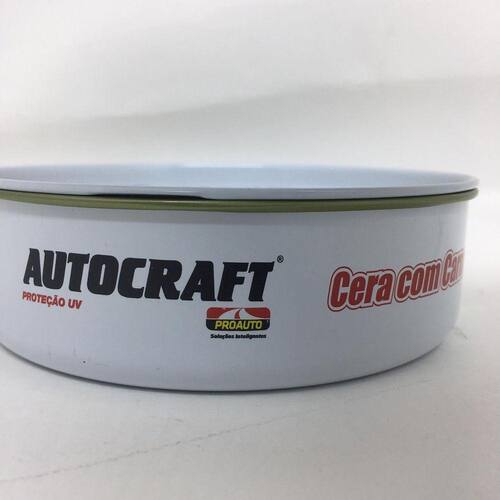 AUTOCRAFT®
PROTEÇÃO UV
PROAUTO
Soluções Inteligentes
Cera com